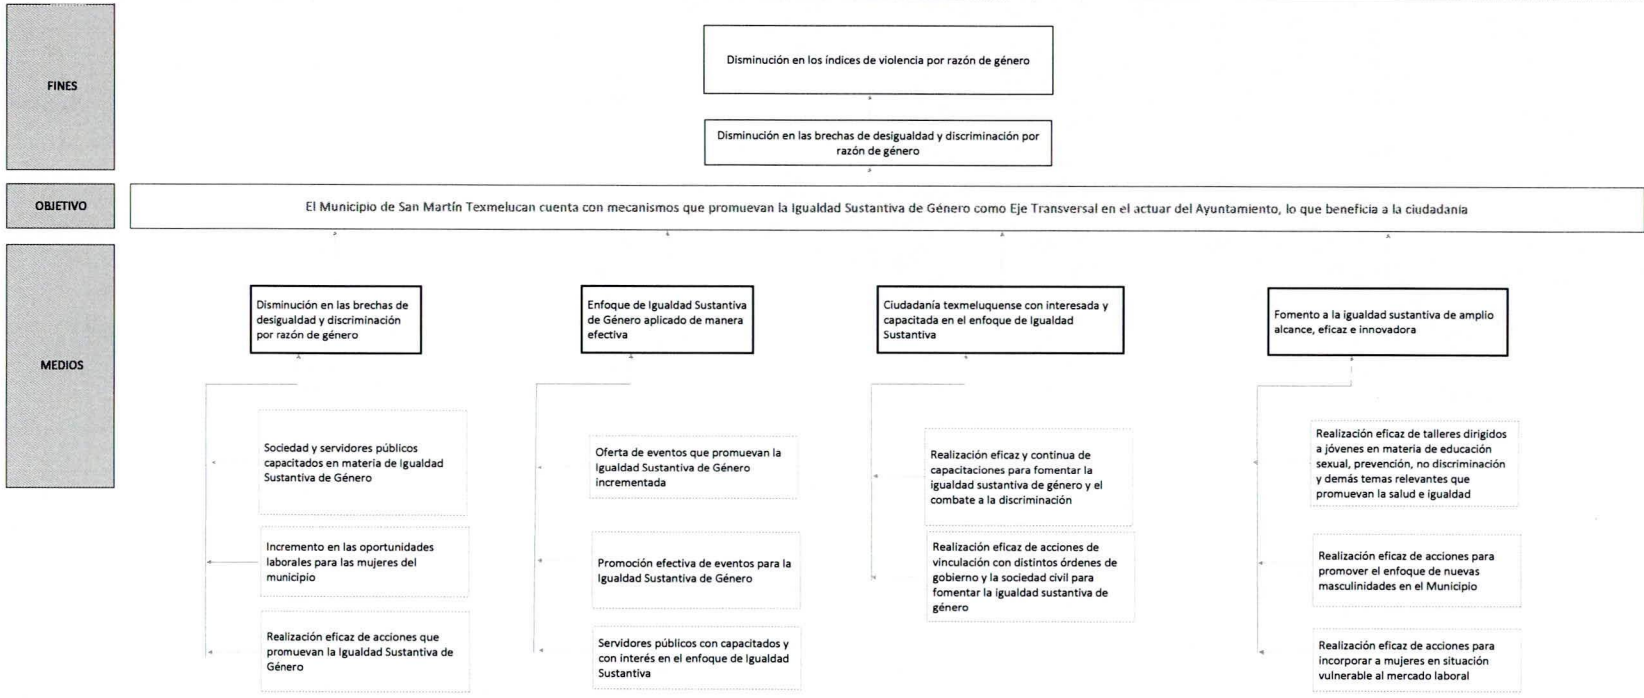 FINES
Disminución en los índices de violencia por razón de género
Disminución en las brechas de desigualdad y discriminación por
razón de género
OBJETIVO
El Municipio de San Martín Texmelucan cuenta con mecanismos que promuevan la Igualdad Sustantiva de Género como Eje Transversal en el actuar del Ayuntamiento, lo que beneficia a la ciudadanía
MEDIOS
Disminución en las brechas de
desigualdad y discriminación
por razón de género
Sociedad y servidores públicos
capacitados en materia de Igualdad
Sustantiva de Género
Incremento en las oportunidades
laborales para las mujeres del
municipio
Realización eficaz de acciones que
promuevan la Igualdad Sustantiva de
Género
Enfoque de Igualdad Sustantiva
de Género aplicado de manera
efectiva
Oferta de eventos que promuevan la
Igualdad Sustantiva de Género
incrementada
Promoción efectiva de eventos para la
Igualdad Sustantiva de Género
Servidores públicos con capacitados y
con interés en el enfoque de Igualdad
Sustantiva
Ciudadanía texmeluquense con interesada y
capacitada en el enfoque de Igualdad
Sustantiva
Realización eficaz y continua de
capacitaciones para fomentar la
igualdad sustantiva de género y el
combate a la discriminación
Realización eficaz de acciones de
vinculación con distintos órdenes de
gobierno y la sociedad civil para
fomentar la igualdad sustantiva de
género
Fomento a la igualdad sustantiva de amplio
alcance, eficaz e innovadora
Realización eficaz de talleres dirigidos
a jóvenes en materia de educación
sexual, prevención, no discriminación
y demás temas relevantes que
promuevan la salud e igualdad
Realización eficaz de acciones para
promover el enfoque de nuevas
masculinidades en el Municipio
Realización eficaz de acciones para
incorporar a mujeres en situación
vulnerable al mercado laboral